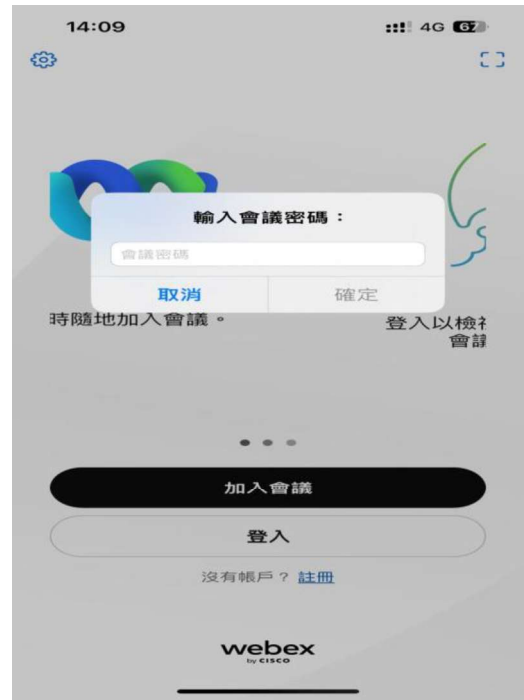 14:09
4G 67
輸入會議密碼：
會議密碼
取消 確定
時隨地加入會議。
登入以檢
會議
加入會議
登入
沒有帳戶？註冊
webex
by CISCO